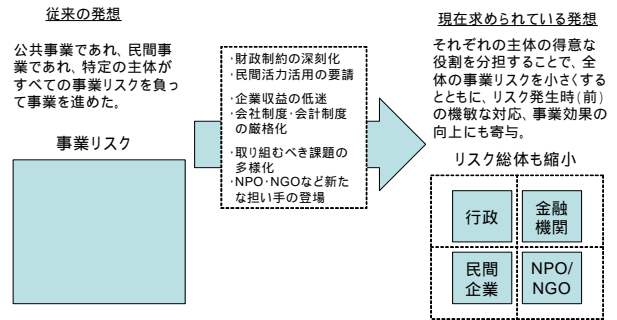 従来の発想
公共事業であれ、民間事
業であれ、特定の主体が
すべての事業リスクを負っ
て事業を進めた。
事業リスク
・財政制約の深刻化
・民間活力活用の要請
・企業収益の低迷
・会社制度・会計制度
の厳格化
・取り組むべき課題の
多様化
・NPO・NGOなど新た
な担い手の登場
現在求められている発想
それぞれの主体の得意な
役割を分担することで、全
体の事業リスクを小さくする
とともに、リスク発生時(前)
の機敏な対応、事業効果の
向上にも寄与。
リスク総体も縮小
行政
金融
機関
民間
企業
NPO/
NGO